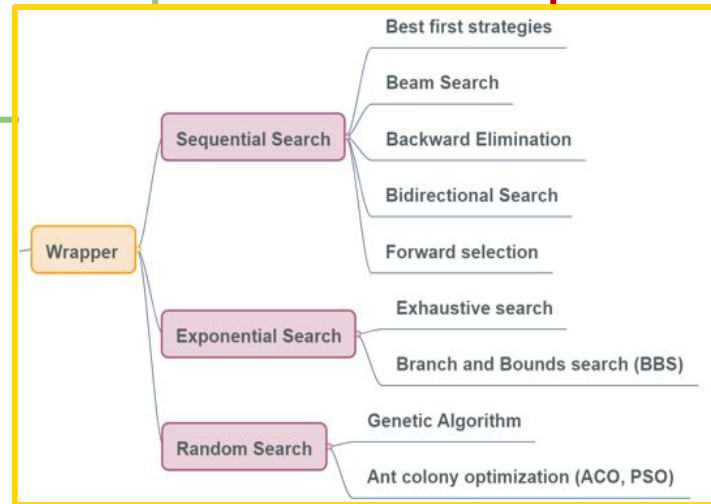 Best first strategies
Beam Search
Sequential Search
Backward Elimination
Bidirectional Search
Wrapper
Forward selection
Exhaustive search
Exponential Search
Branch and Bounds search (BBS)
Genetic Algorithm
Random Search
Ant colony optimization (ACO, PSO)